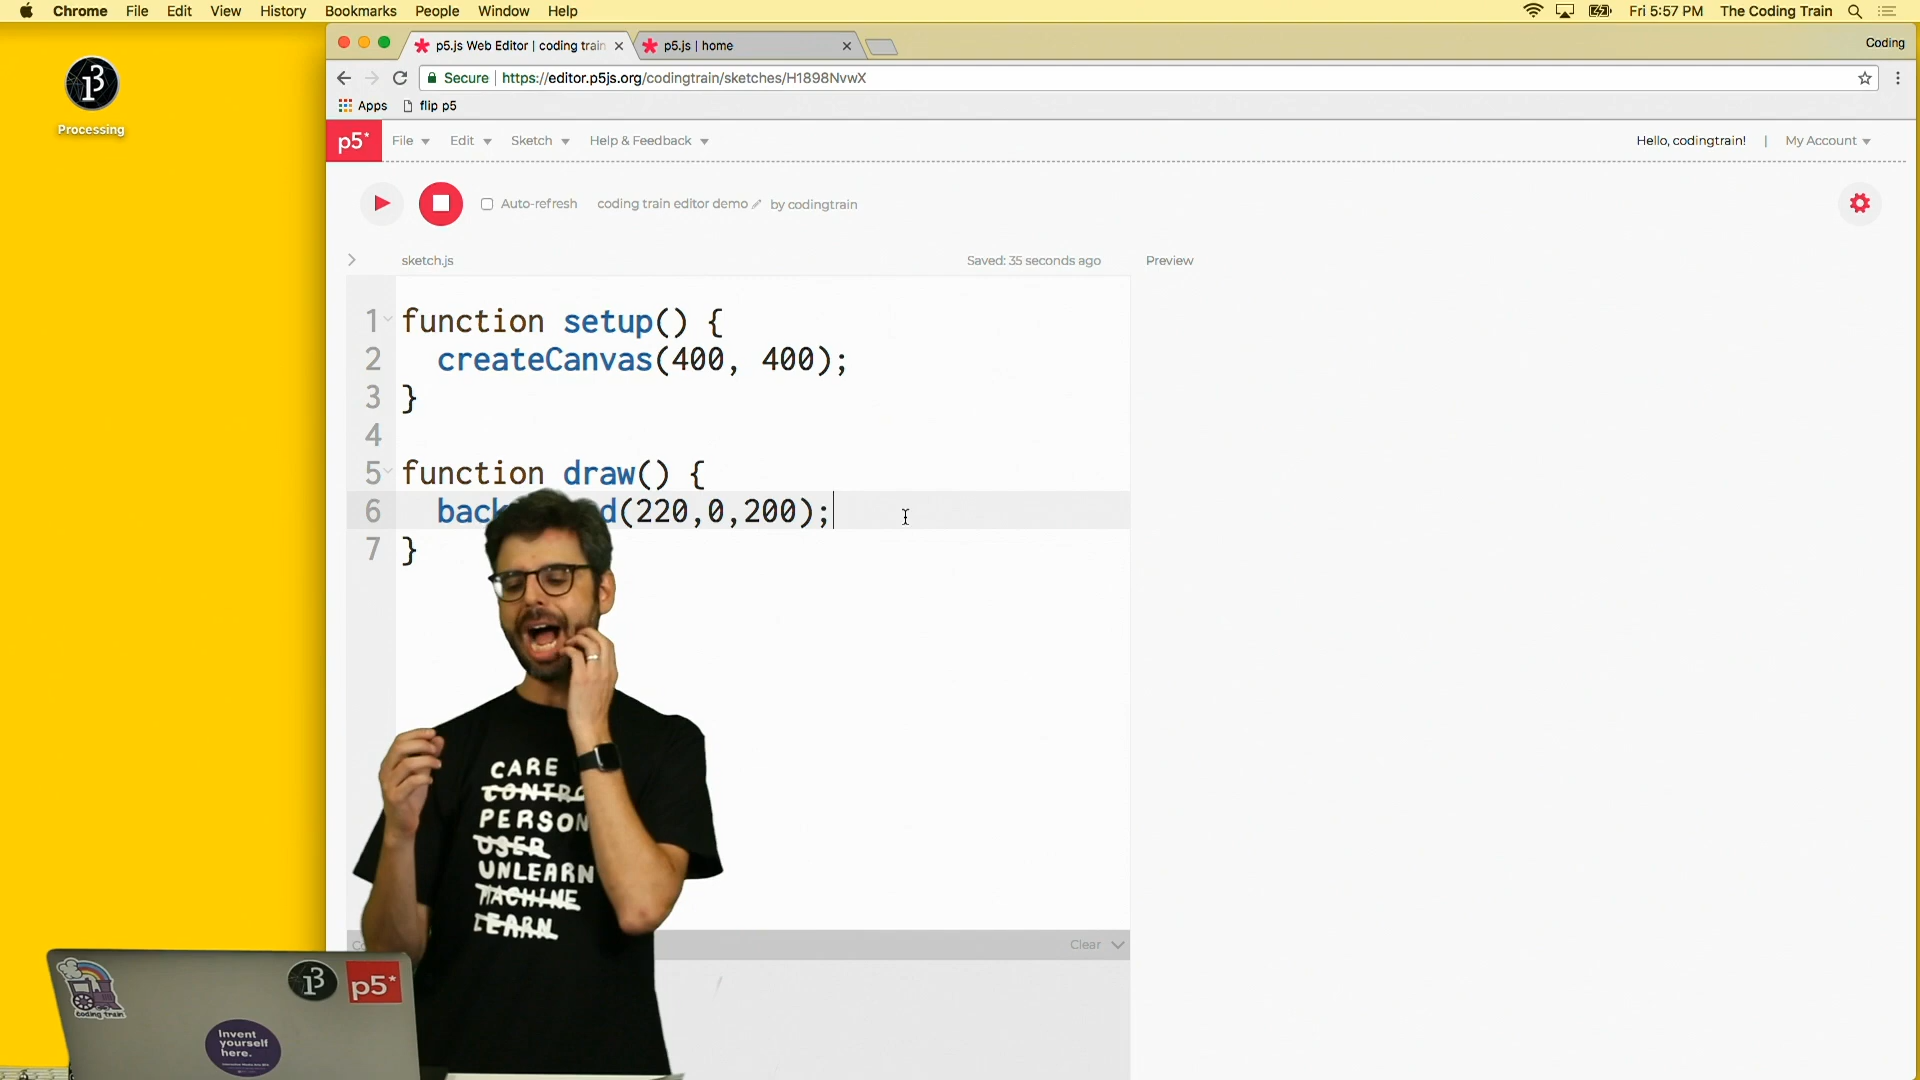 Chrome File Edit View History Bookmarks People Window Help
Fri 5:57 PM The Coding Train
Processing
p5.js Web Editor | coding train
p5.js | home
Coding
Secure https://editor.p5js.org/codingtrain/sketches/H1898NvwX
Apps flip p5
p5* File Edit Sketch Help & Feedback
Hello, codingtrain! | My Account
Auto-refresh coding train editor demo by codingtrain
sketch.js Saved: 35 seconds ago Preview
1 function setup() {
2 createCanvas(400, 400);
3 }
4
5 function draw() {
6 back d(220,0,200);
7 }
CARE
CONTRO
PERSON
USER
UNLEARN
MACHINE
LEARN
Clear
coding train
p5*
Invent
yourself
here.